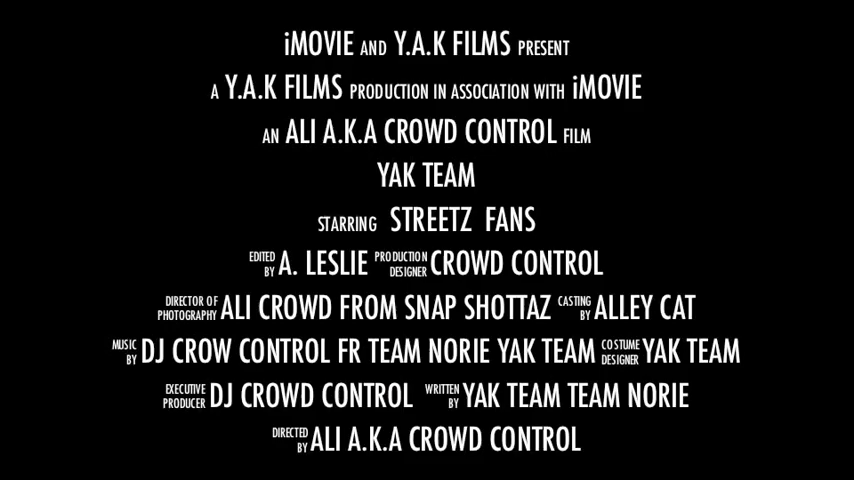 iMOVIE AND Y.A.K FILMS PRESENT
A Y.A.K FILMS PRODUCTION IN ASSOCIATION WITH iMOVIE
AN ALI A.K.A CROWD CONTROL FILM
YAK TEAM
STARRING STREETZ FANS
EDITED BY A. LESLIE PRODUCTION DESIGNER CROWD CONTROL
DIRECTOR OF PHOTOGRAPHY ALI CROWD FROM SNAP SHOTTAZ CASTING BY ALLEY CAT
MUSIC BY DJ CROW CONTROL FR TEAM NORIE YAK TEAM COSTUME DESIGNER YAK TEAM
EXECUTIVE PRODUCER DJ CROWD CONTROL WRITTEN BY YAK TEAM TEAM NORIE
DIRECTED BY ALI A.K.A CROWD CONTROL